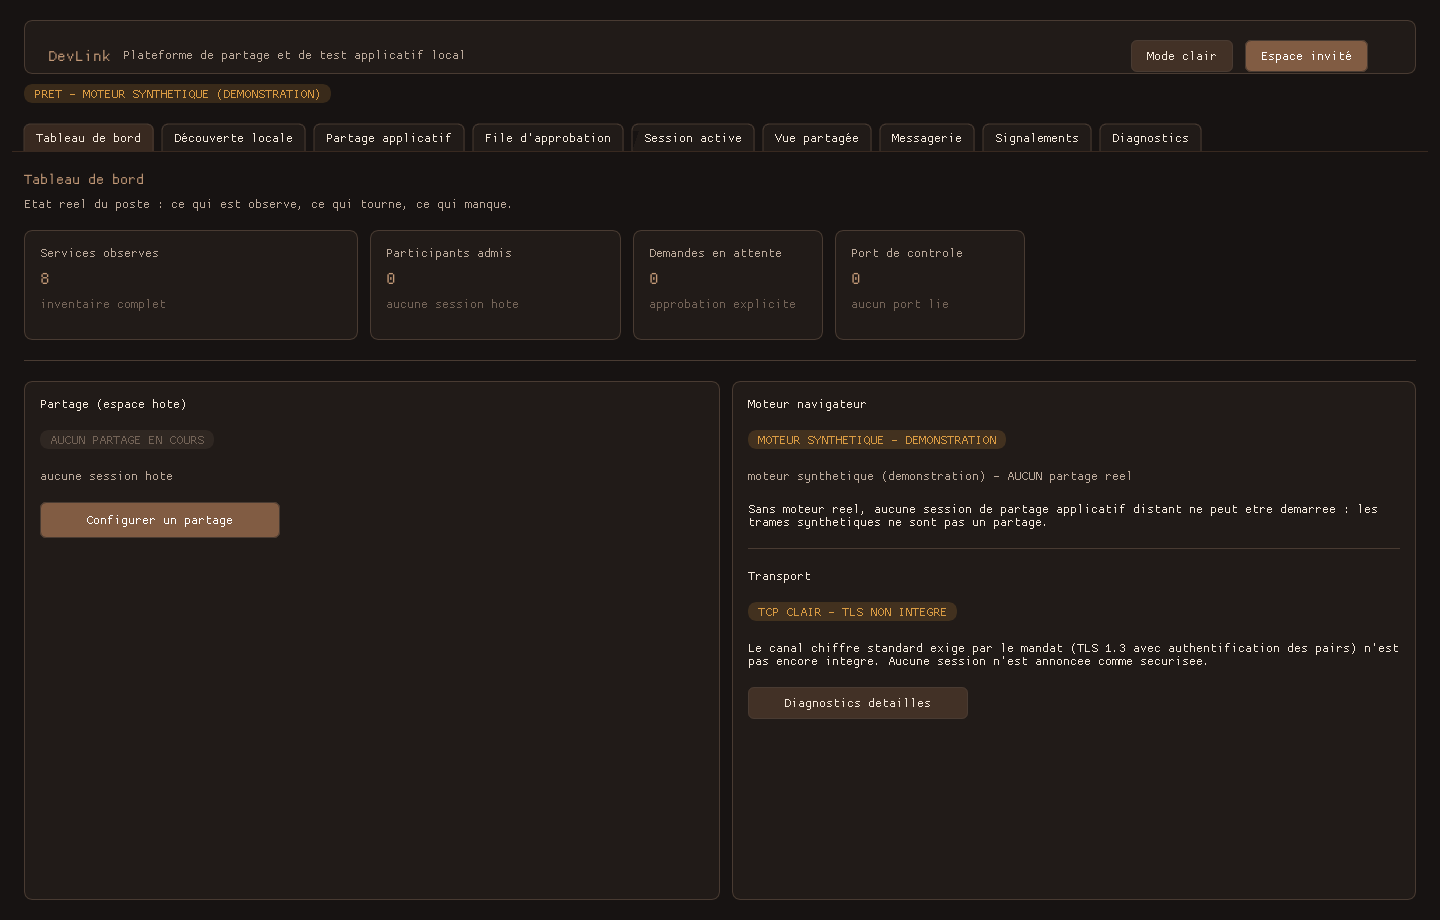 DevLink Plateforme de partage et de test applicatif local
Mode clair
Espace invité
PRET - MOTEUR SYNTHETIQUE (DEMONSTRATION)
Tableau de bord
Découverte locale
Partage applicatif
File d'approbation
Session active
Vue partagée
Messagerie
Signalements
Diagnostics
Tableau de bord
Etat reel du poste : ce qui est observe, ce qui tourne, ce qui manque.
Services observes
8
inventaire complet
Participants admis
0
aucune session hote
Demandes en attente
0
approbation explicite
Port de controle
0
aucun port lie
Partage (espace hote)
AUCUN PARTAGE EN COURS
aucune session hote
Configurer un partage
Moteur navigateur
MOTEUR SYNTHETIQUE - DEMONSTRATION
moteur synthetique (demonstration) - AUCUN partage reel
Sans moteur reel, aucune session de partage applicatif distant ne peut etre demarree : les
trames synthetiques ne sont pas un partage.
Transport
TCP CLAIR - TLS NON INTEGRE
Le canal chiffre standard exige par le mandat (TLS 1.3 avec authentification des pairs) n'est
pas encore integre. Aucune session n'est annoncee comme securisee.
Diagnostics detailles